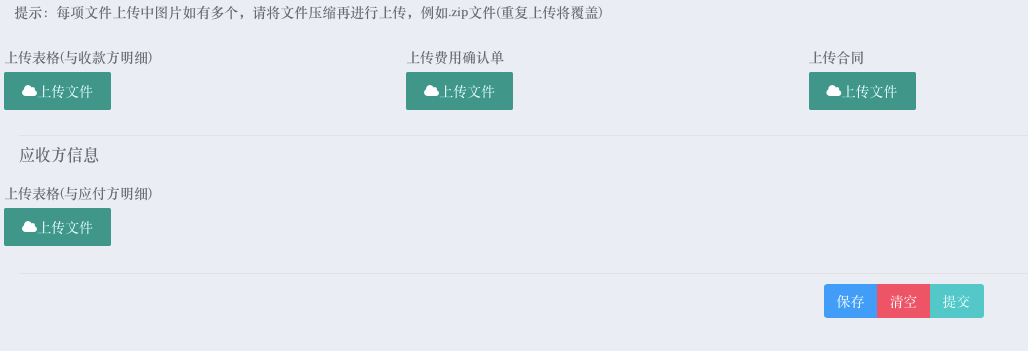 提示：每项文件上传中图片如有多个，请将文件压缩再进行上传，例如.zip文件(重复上传将覆盖)
上传表格(与收款方明细)
上传费用确认单
上传合同
上传文件
上传文件
上传文件
应收方信息
上传表格(与应付方明细)
上传文件
保存
清空
提交